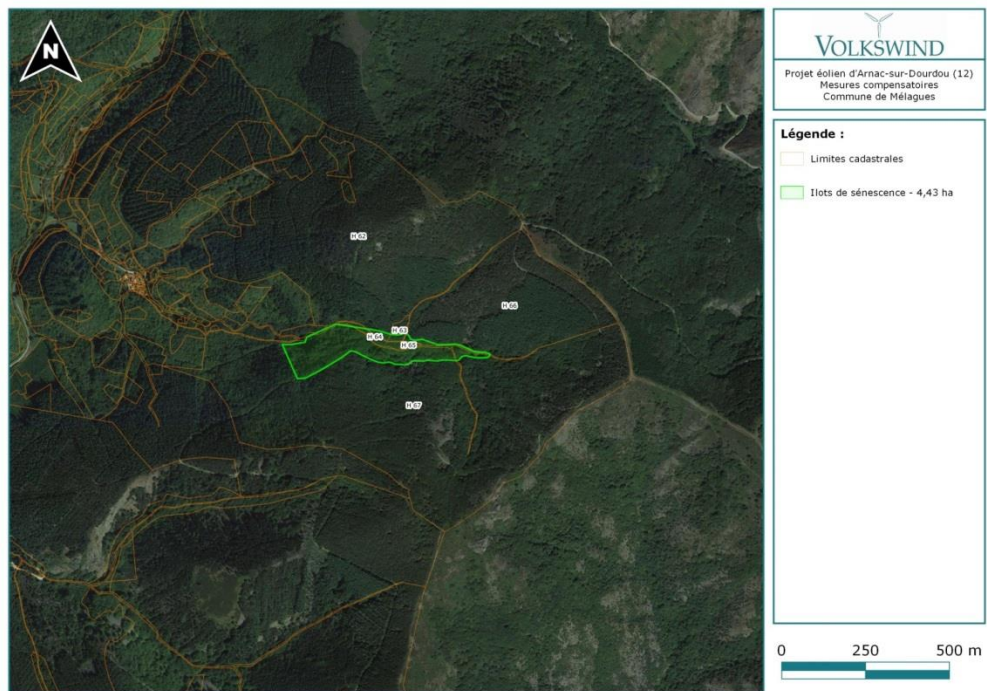 N
VOLKSWIND
Projet éolien d'Arnac-sur-Dourdou (12)
Mesures compensatoires
Commune de Mélagues
Légende :
Limites cadastrales
Ilots de sénescence - 4,43 ha
H 62
H 66
H 63
H 64
H 65
H 67
0 250 500 m